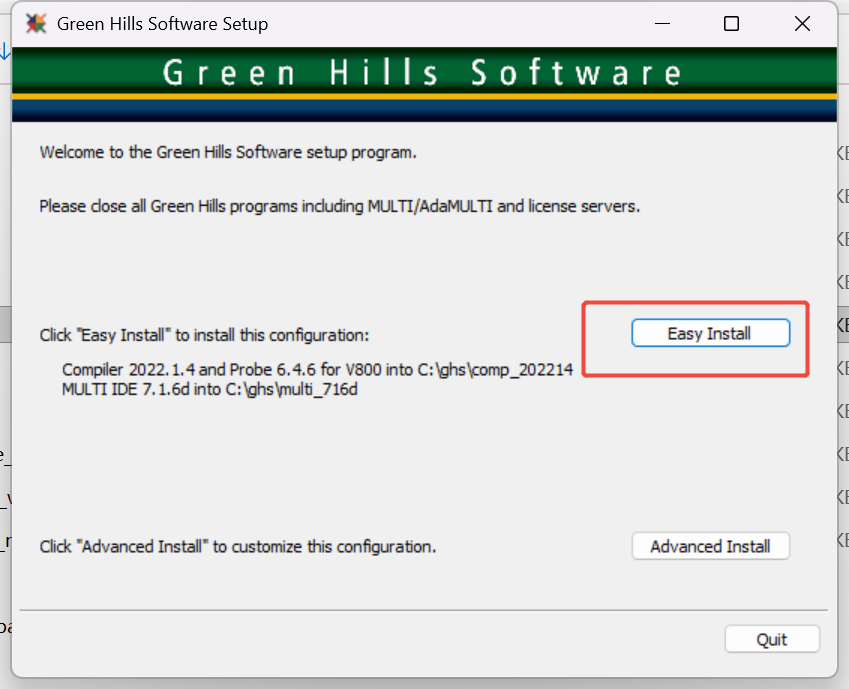 Green Hills Software Setup
Green Hills Software
Welcome to the Green Hills Software setup program.
Please close all Green Hills programs including MULTI/AdaMULTI and license servers.
Click "Easy Install" to install this configuration:
Easy Install
Compiler 2022.1.4 and Probe 6.4.6 for V800 into C:\ghs\comp_202214
MULTI IDE 7.1.6d into C:\ghs\multi_716d
Click "Advanced Install" to customize this configuration.
Advanced Install
Quit